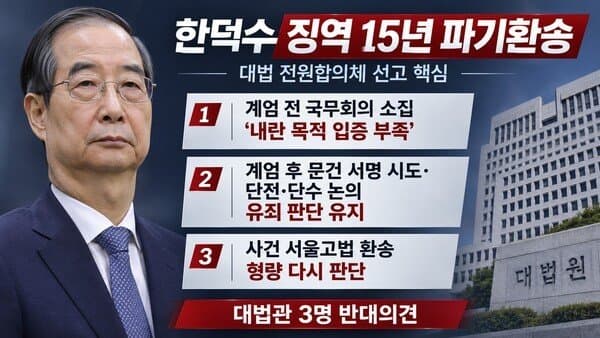 한덕수 징역 15년 파기환송
대법 전원합의체 선고 핵심
1
계엄 전 국무회의 소집
‘내란 목적 입증 부족’
2
계엄 후 문건 서명 시도·
단전·단수 논의
유죄 판단 유지
3
사건 서울고법 환송
형량 다시 판단
대법관 3명 반대의견
대법원